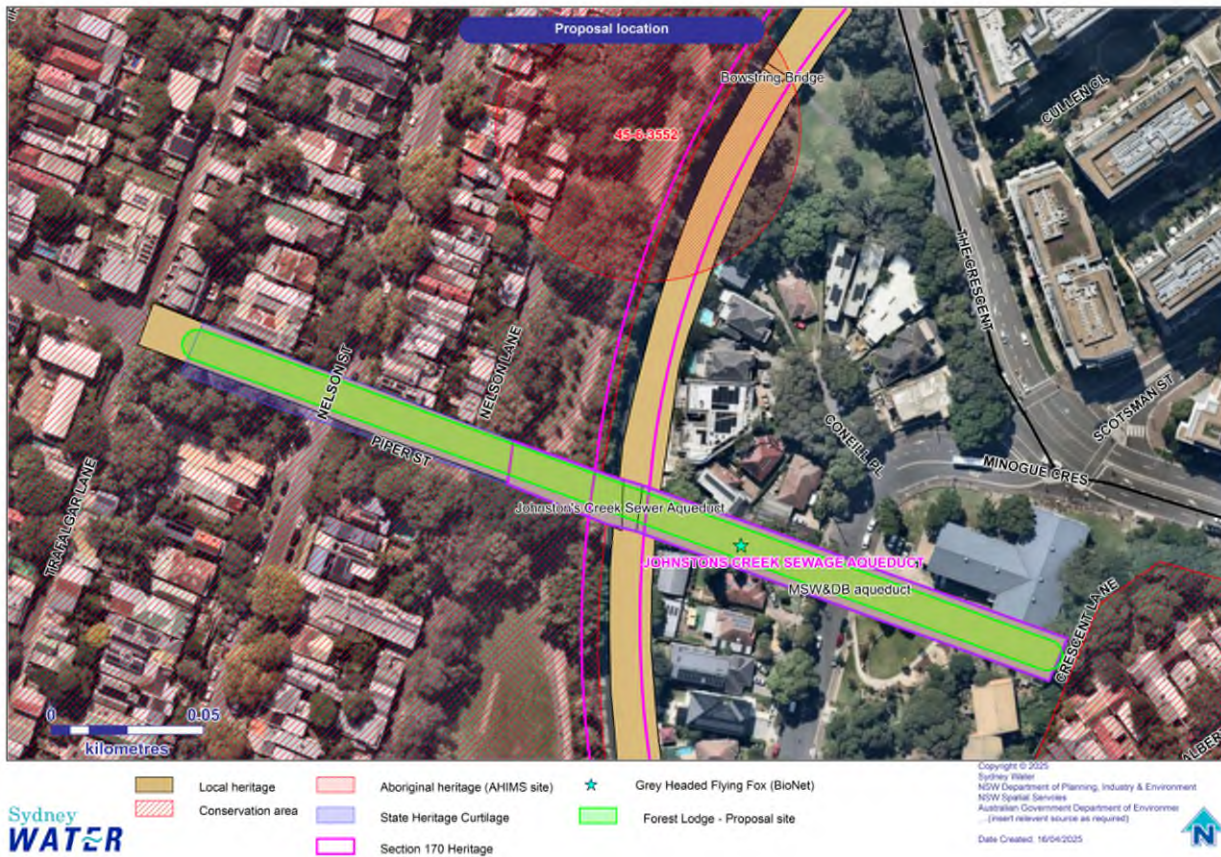 Proposal location
Bowstring Bridge
CULLEN CL
45-6-3552
THE CRESCENT
NELSON ST
NELSON LANE
SCOTSMAN ST
CONEILL PL
PIPER ST
MINOGUE CRES
TRAFALGAR LANE
Johnston's Creek Sewer Aqueduct
JOHNSTONS CREEK SEWAGE AQUEDUCT
MSW&DB aqueduct
CRESCENT LANE
0 0.05
kilometres
ALBER
Local heritage
Conservation area
Aboriginal heritage (AHIMS site)
State Heritage Curtilage
Section 170 Heritage
Grey Headed Flying Fox (BioNet)
Forest Lodge - Proposal site
Sydney
WATER
Copyright © 2025
Sydney Water
NSW Department of Planning, Industry & Environment
NSW Spatial Services
Australian Government Department of Environmer
...(insert relevent source as required)
Date Created: 16/04/2025
N